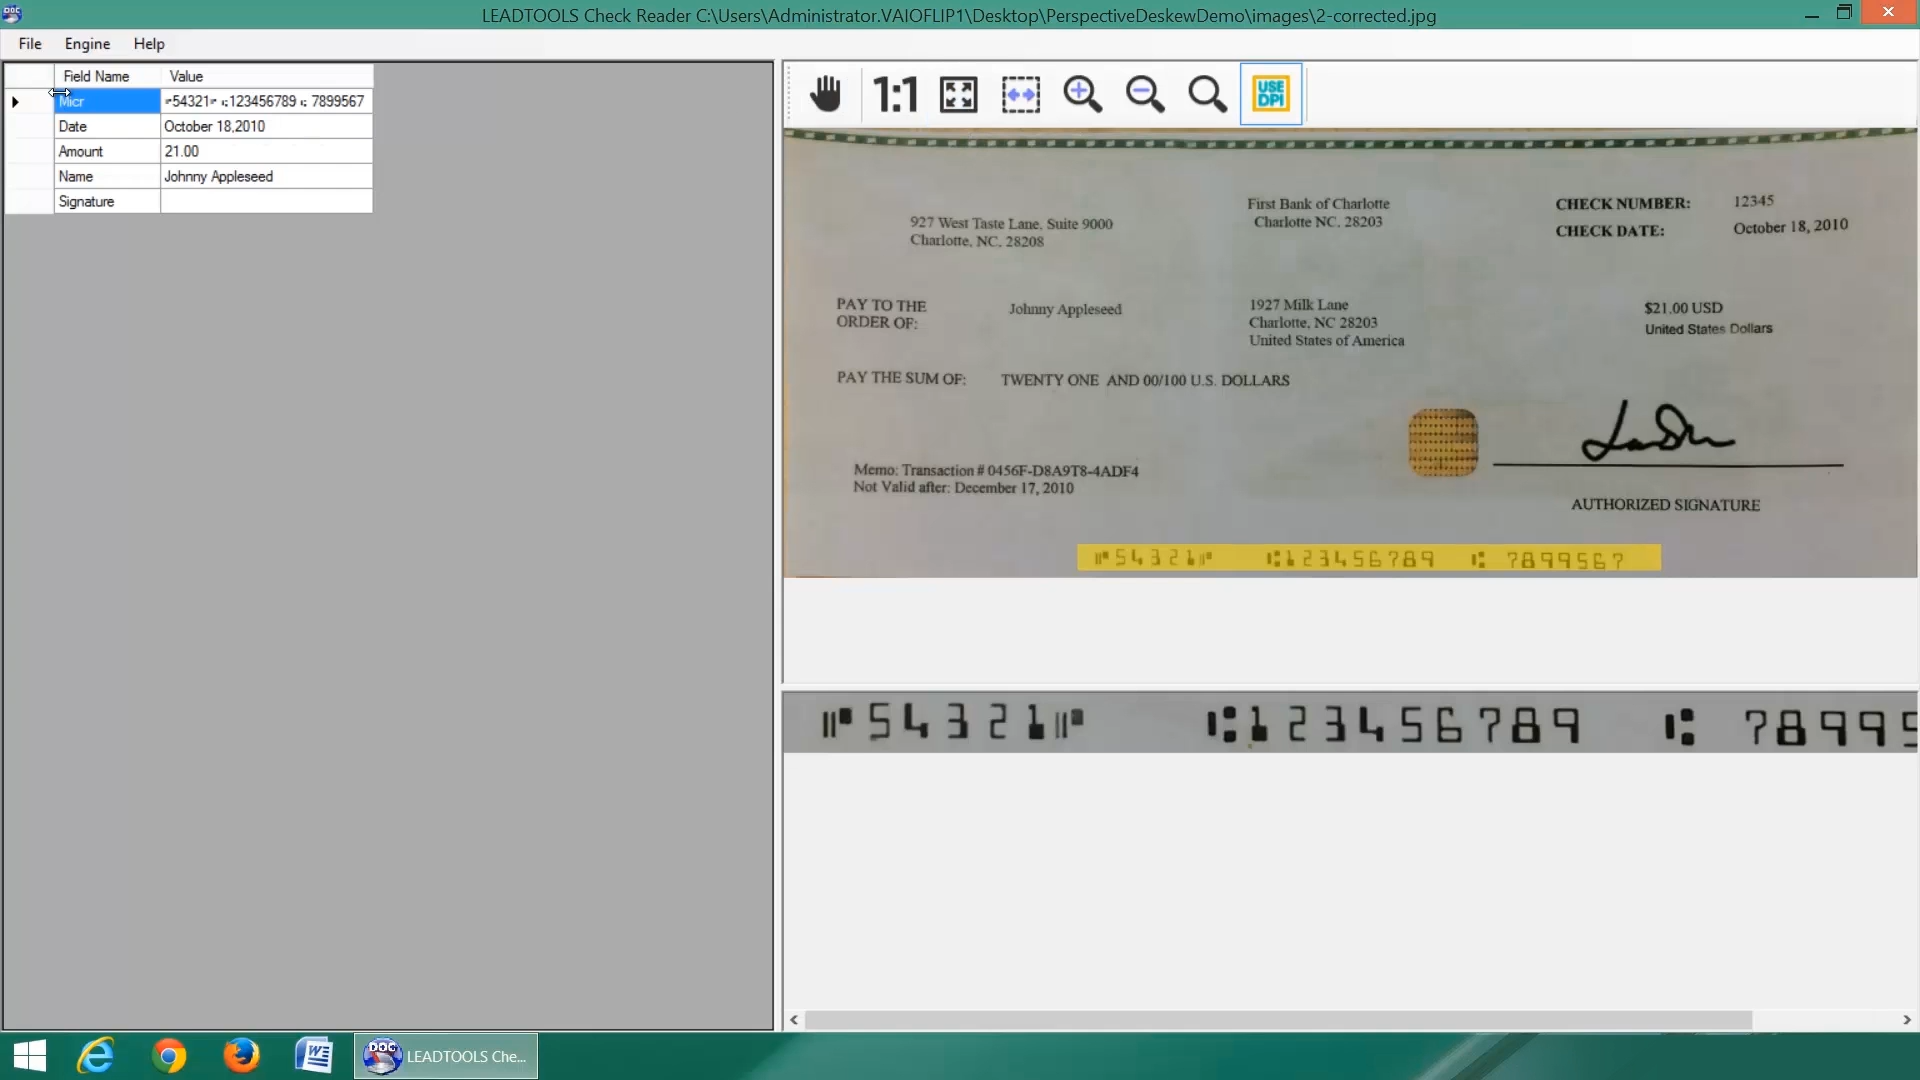 LEADTOOLS Check Reader C:\Users\Administrator.VAIOFLIP1\Desktop\PerspectiveDeskewDemo\images\2-corrected.jpg
File Engine Help
Field Name Value
Micr ⑈54321⑈ ⑆123456789 ⑆ 7899567
Date October 18,2010
Amount 21.00
Name Johnny Appleseed
Signature
1:1 USE DPI
927 West Taste Lane, Suite 9000
Charlotte, NC, 28208
First Bank of Charlotte
Charlotte NC, 28203
CHECK NUMBER: 12345
CHECK DATE: October 18, 2010
PAY TO THE
ORDER OF:
Johnny Appleseed
1927 Milk Lane
Charlotte, NC 28203
United States of America
$21.00 USD
United States Dollars
PAY THE SUM OF: TWENTY ONE AND 00/100 U.S. DOLLARS
Memo: Transaction # 0456F-D8A9T8-4ADF4
Not Valid after: December 17, 2010
AUTHORIZED SIGNATURE
⑈54321⑈ ⑆123456789 ⑆ 7899567
⑈54321⑈ ⑆123456789 ⑆ 78995
DOC LEADTOOLS Che...